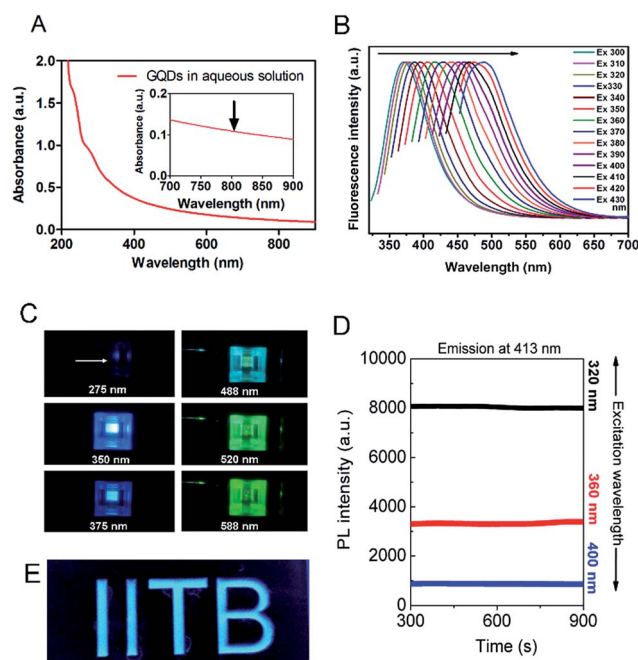 A
GQDs in aqueous solution
Absorbance (a.u.)
2.0
1.5
1.0
0.5
0.0
200
400
600
800
Wavelength (nm)
Absorbance (a.u.)
0.2
0.1
0.0
700
800
900
Wavelength (nm)
B
Fluorescence intensity (a.u.)
Ex 300
Ex 310
Ex 320
Ex330
Ex 340
Ex 350
Ex 360
Ex 370
Ex 380
Ex 390
Ex 400
Ex 410
Ex 420
Ex 430
nm
350
400
450
500
550
600
650
700
Wavelength (nm)
C
275 nm
488 nm
350 nm
520 nm
375 nm
588 nm
D
Emission at 413 nm
PL intensity (a.u.)
10000
8000
6000
4000
2000
0
300
600
900
Time (s)
320 nm
360 nm
400 nm
Excitation wavelength
E
IITB